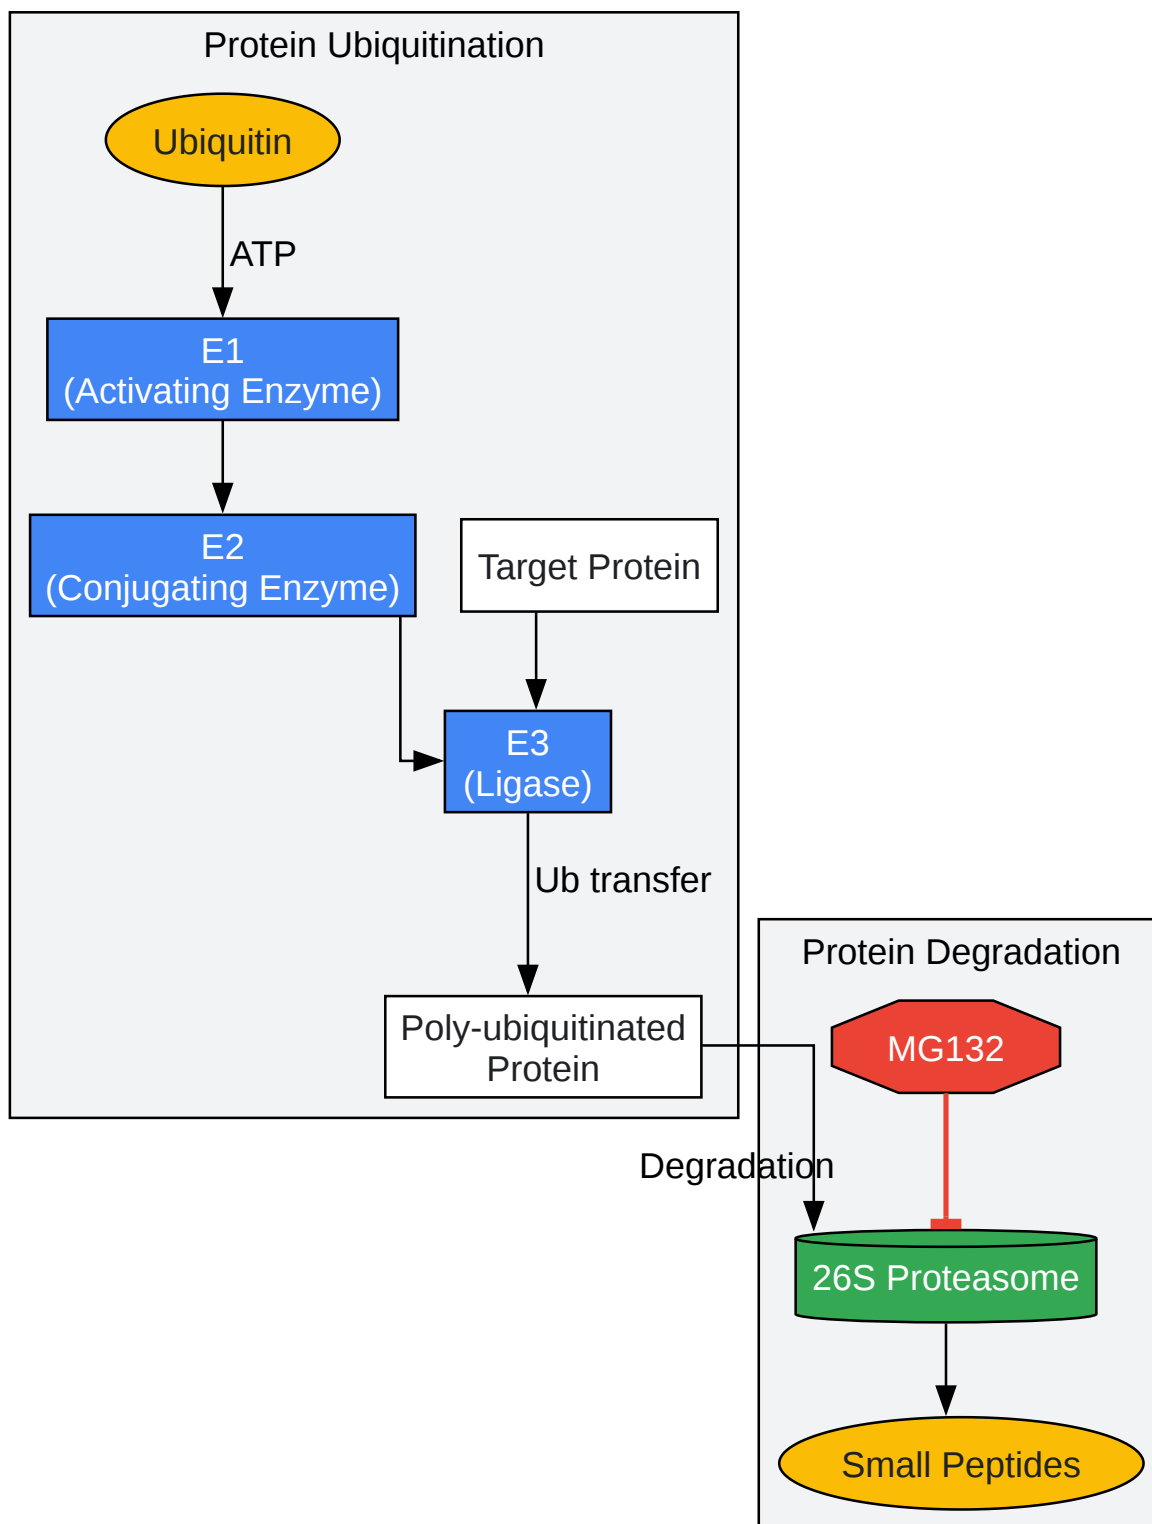 Protein Ubiquitination
Ubiquitin
ATP
E1
(Activating Enzyme)
E2
(Conjugating Enzyme)
Target Protein
E3
(Ligase)
Ub transfer
Poly-ubiquitinated
Protein
Protein Degradation
MG132
Degradation
26S Proteasome
Small Peptides